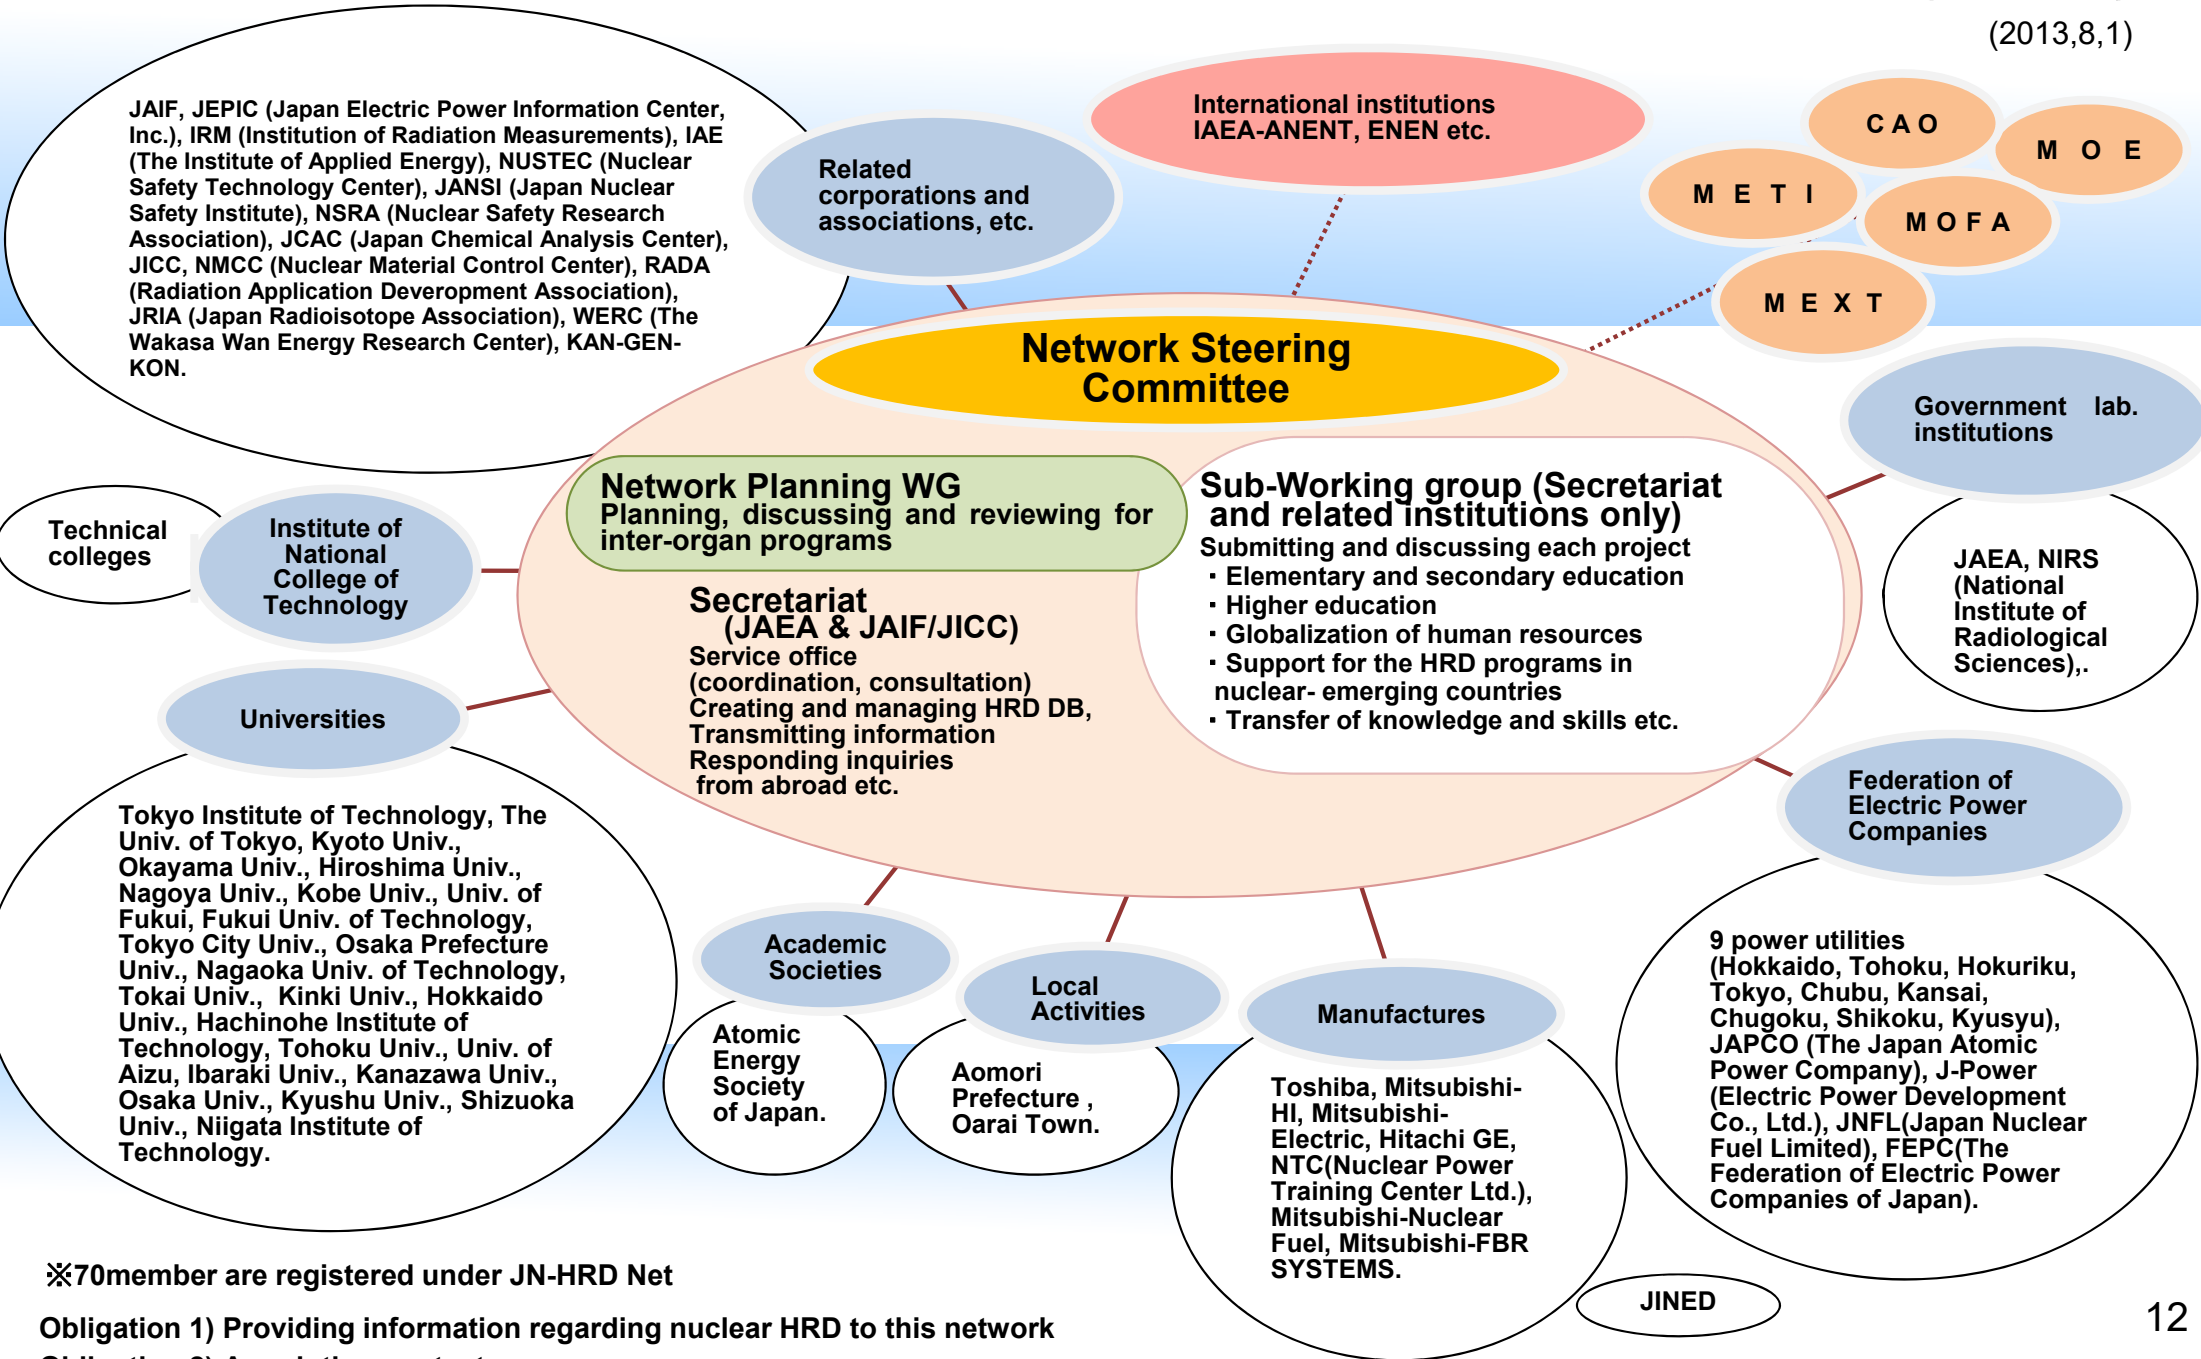 (2013,8,1)
JAIF, JEPIC (Japan Electric Power Information Center,
Inc.), IRM (Institution of Radiation Measurements), IAE
(The Institute of Applied Energy), NUSTEC (Nuclear
Safety Technology Center), JANSI (Japan Nuclear
Safety Institute), NSRA (Nuclear Safety Research
Association), JCAC (Japan Chemical Analysis Center),
JICC, NMCC (Nuclear Material Control Center), RADA
(Radiation Application Deveropment Association),
JRIA (Japan Radioisotope Association), WERC (The
Wakasa Wan Energy Research Center), KAN-GEN-
KON.
Related
corporations and
associations, etc.
International institutions
IAEA-ANENT, ENEN etc.
C A O
M O E
M E T I
M O F A
M E X T
Network Steering
Committee
Government lab.
institutions
JAEA, NIRS
(National
Institute of
Radiological
Sciences),.
Network Planning WG
Planning, discussing and reviewing for
inter-organ programs
Sub-Working group (Secretariat
and related institutions only)
Submitting and discussing each project
・Elementary and secondary education
・Higher education
・Globalization of human resources
・Support for the HRD programs in
nuclear- emerging countries
・Transfer of knowledge and skills etc.
Secretariat
(JAEA & JAIF/JICC)
Service office
(coordination, consultation)
Creating and managing HRD DB,
Transmitting information
Responding inquiries
from abroad etc.
Technical
colleges
Institute of
National
College of
Technology
Universities
Tokyo Institute of Technology, The
Univ. of Tokyo, Kyoto Univ.,
Okayama Univ., Hiroshima Univ.,
Nagoya Univ., Kobe Univ., Univ. of
Fukui, Fukui Univ. of Technology,
Tokyo City Univ., Osaka Prefecture
Univ., Nagaoka Univ. of Technology,
Tokai Univ., Kinki Univ., Hokkaido
Univ., Hachinohe Institute of
Technology, Tohoku Univ., Univ. of
Aizu, Ibaraki Univ., Kanazawa Univ.,
Osaka Univ., Kyushu Univ., Shizuoka
Univ., Niigata Institute of
Technology.
Academic
Societies
Atomic
Energy
Society
of Japan.
Local
Activities
Aomori
Prefecture ,
Oarai Town.
Manufactures
Toshiba, Mitsubishi-
HI, Mitsubishi-
Electric, Hitachi GE,
NTC(Nuclear Power
Training Center Ltd.),
Mitsubishi-Nuclear
Fuel, Mitsubishi-FBR
SYSTEMS.
JINED
Federation of
Electric Power
Companies
9 power utilities
(Hokkaido, Tohoku, Hokuriku,
Tokyo, Chubu, Kansai,
Chugoku, Shikoku, Kyusyu),
JAPCO (The Japan Atomic
Power Company), J-Power
(Electric Power Development
Co., Ltd.), JNFL(Japan Nuclear
Fuel Limited), FEPC(The
Federation of Electric Power
Companies of Japan).
※70member are registered under JN-HRD Net
Obligation 1) Providing information regarding nuclear HRD to this network
12